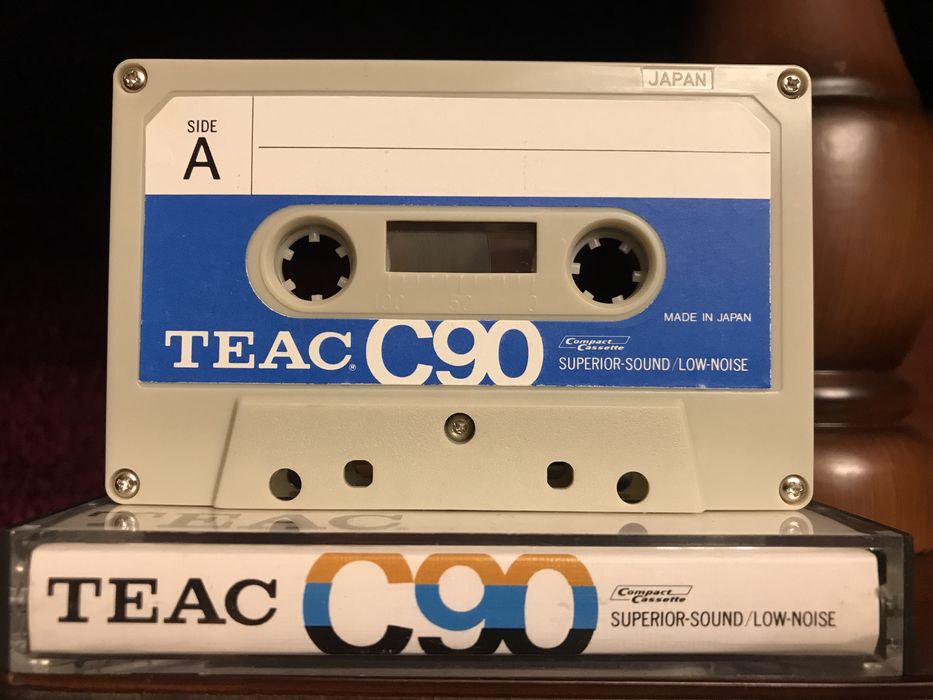 JAPAN
SIDE
A
100 50 0
MADE IN JAPAN
TEAC® C90
Compact
Cassette
SUPERIOR-SOUND/LOW-NOISE
TEAC
TEAC C90
Compact
Cassette
SUPERIOR-SOUND/LOW-NOISE